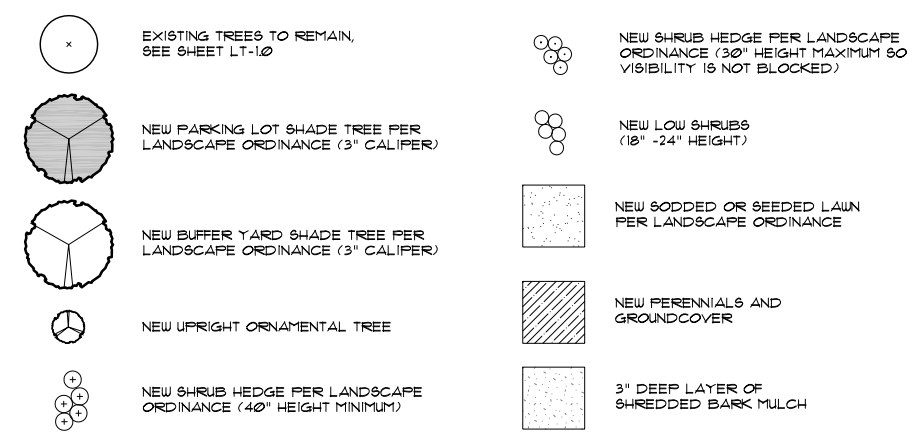 EXISTING TREES TO REMAIN,
SEE SHEET LT-1.0
NEW PARKING LOT SHADE TREE PER
LANDSCAPE ORDINANCE (3" CALIPER)
NEW BUFFER YARD SHADE TREE PER
LANDSCAPE ORDINANCE (3" CALIPER)
NEW UPRIGHT ORNAMENTAL TREE
NEW SHRUB HEDGE PER LANDSCAPE
ORDINANCE (40" HEIGHT MINIMUM)
NEW SHRUB HEDGE PER LANDSCAPE
ORDINANCE (30" HEIGHT MAXIMUM SO
VISIBILITY IS NOT BLOCKED)
NEW LOW SHRUBS
(18" -24" HEIGHT)
NEW SODDED OR SEEDED LAWN
PER LANDSCAPE ORDINANCE
NEW PERENNIALS AND
GROUNDCOVER
3" DEEP LAYER OF
SHREDDED BARK MULCH